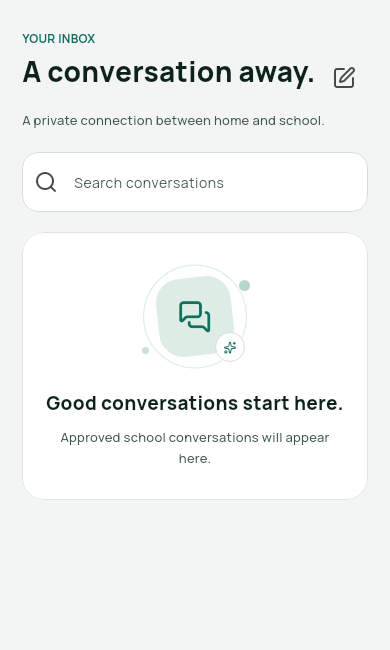 YOUR INBOX
A conversation away.
A private connection between home and school.
Search conversations
Good conversations start here.
Approved school conversations will appear
here.